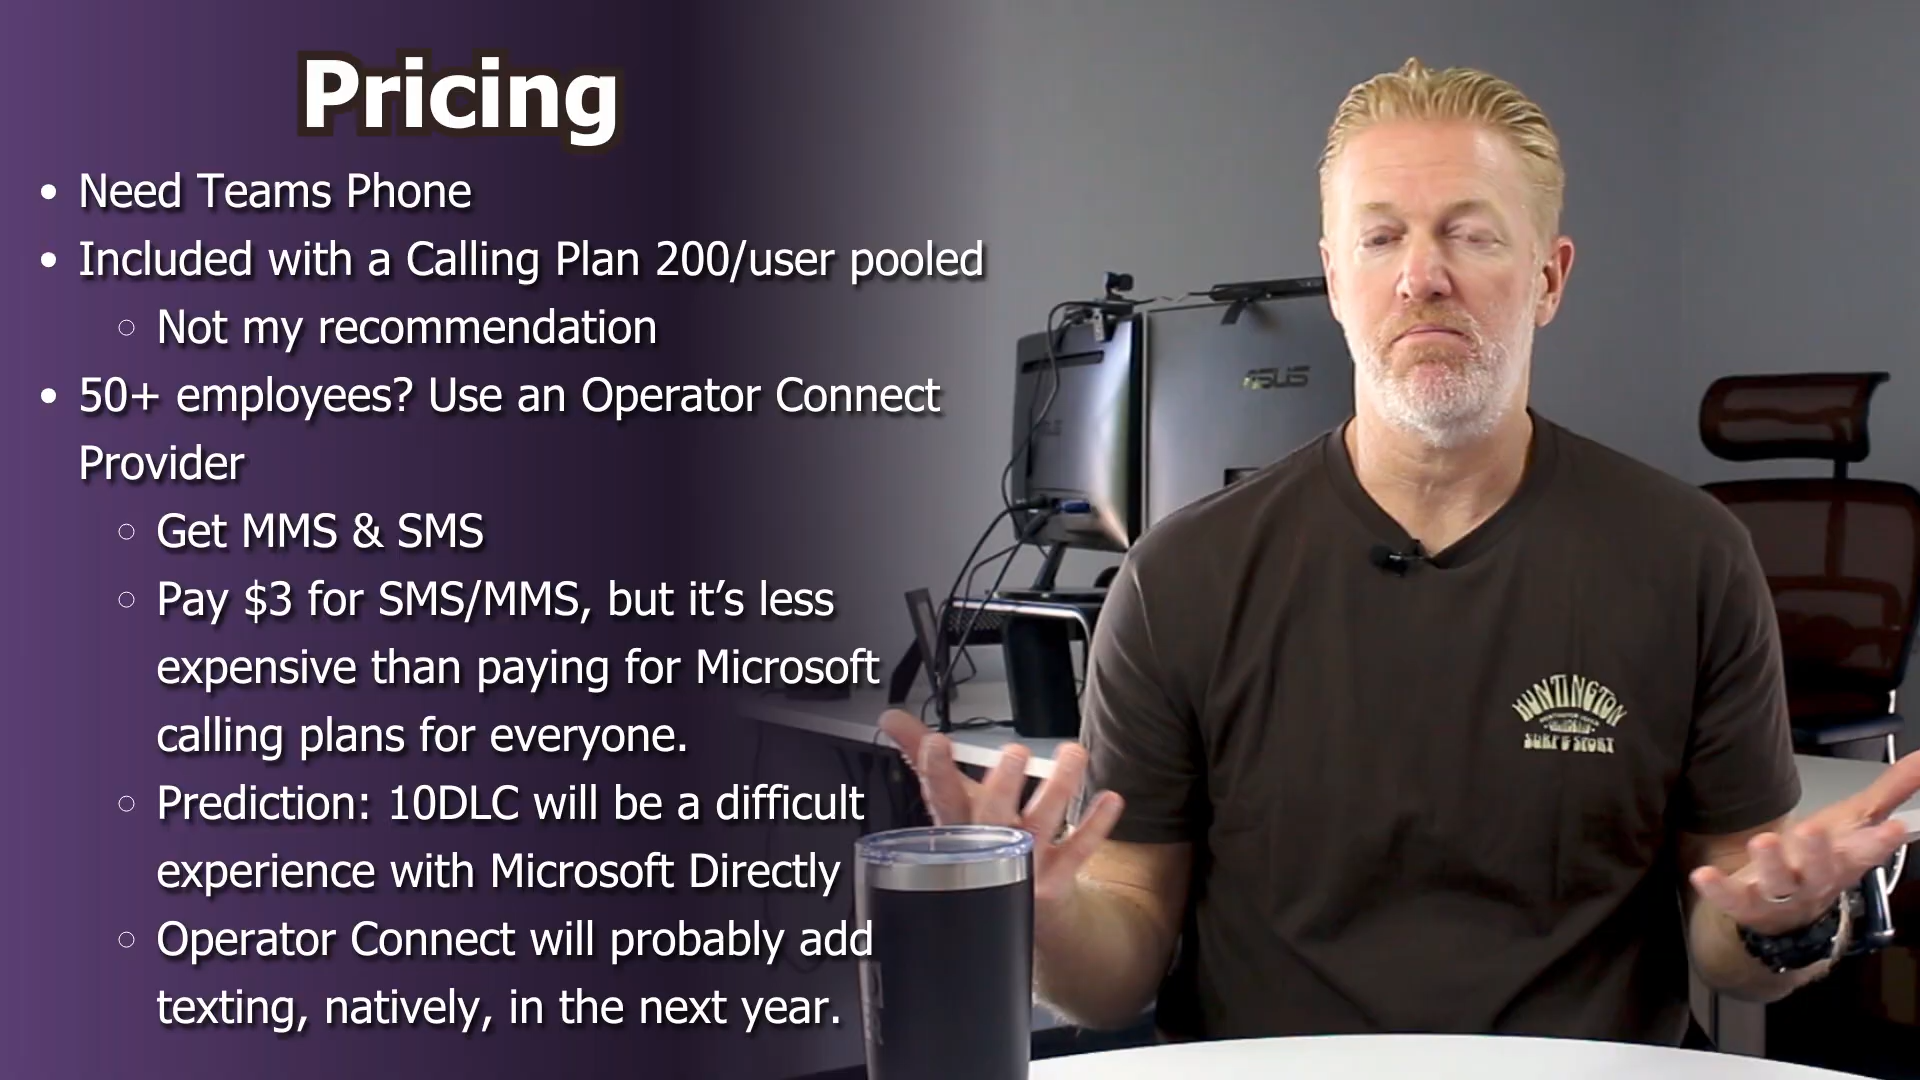 Pricing
• Need Teams Phone
• Included with a Calling Plan 200/user pooled
○ Not my recommendation
• 50+ employees? Use an Operator Connect
Provider
○ Get MMS & SMS
○ Pay $3 for SMS/MMS, but it’s less
expensive than paying for Microsoft
calling plans for everyone.
○ Prediction: 10DLC will be a difficult
experience with Microsoft Directly
○ Operator Connect will probably add
texting, natively, in the next year.
ASUS
HUNTINGTON
SURF & SPORT